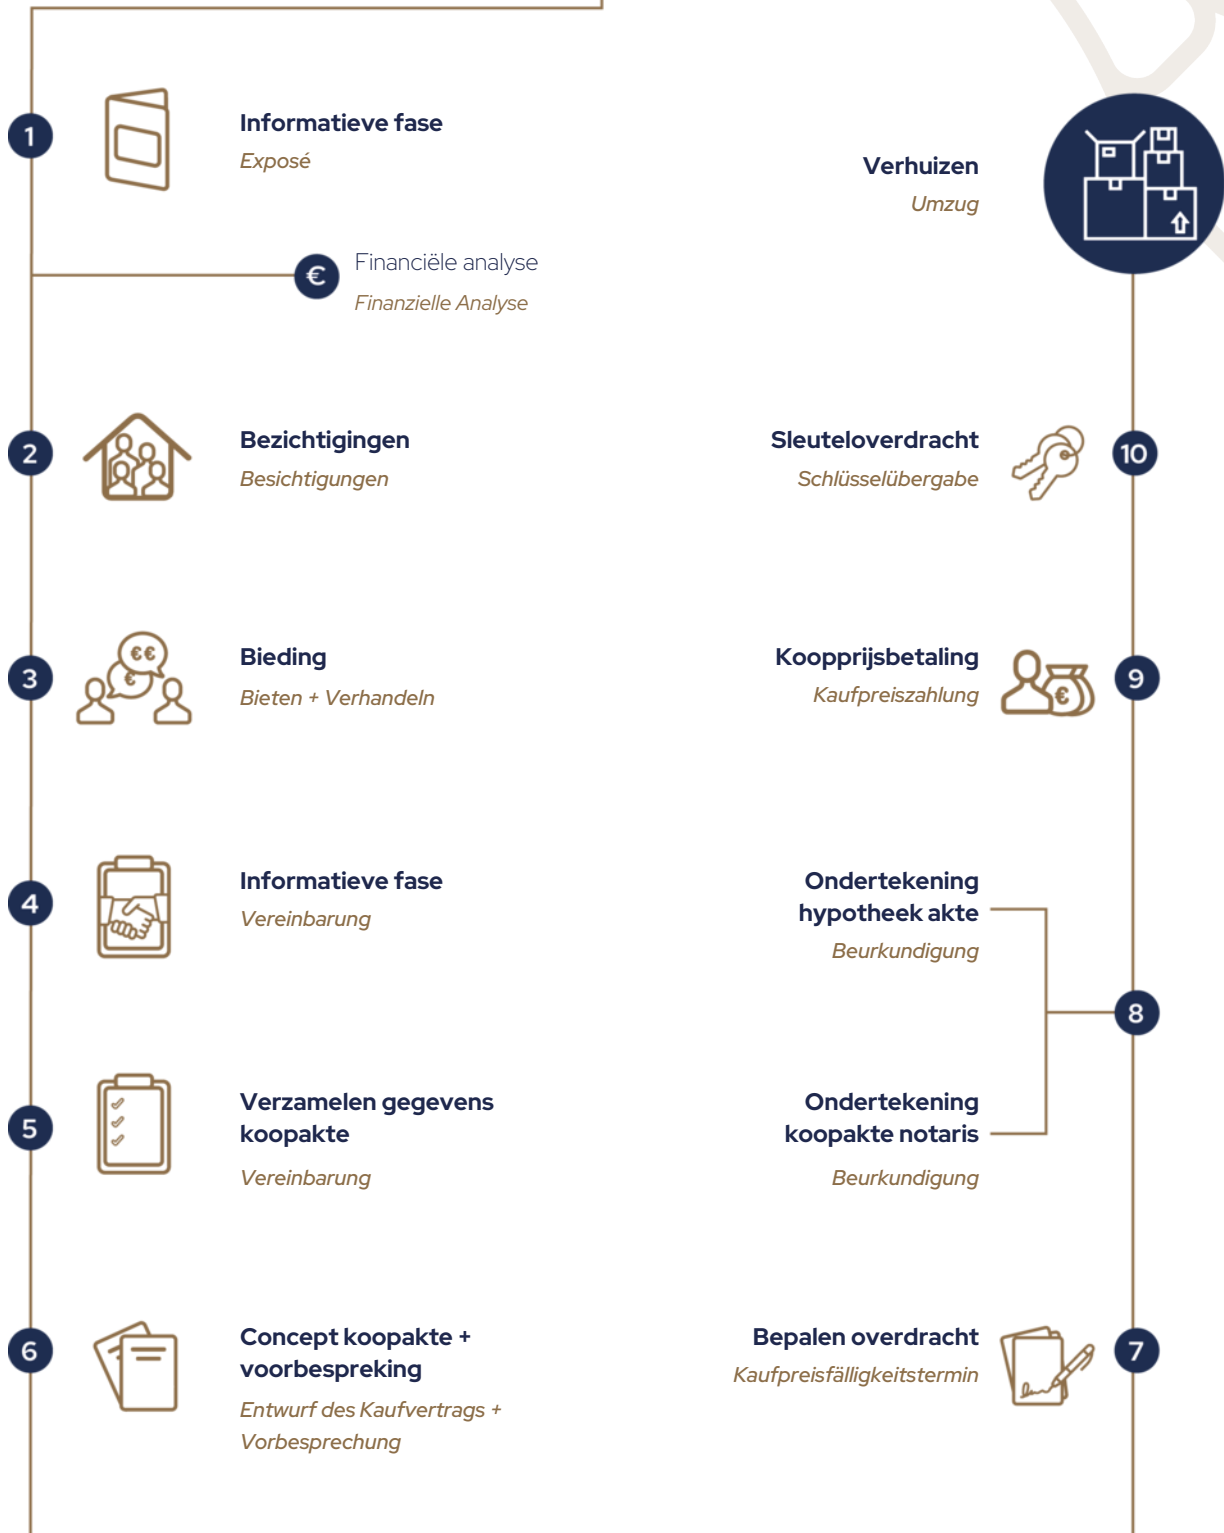 1
Informatieve fase
Exposé
€
Financiële analyse
Finanzielle Analyse
2
Bezichtigingen
Besichtigungen
3
€€
€
Bieding
Bieten + Verhandeln
4
Informatieve fase
Vereinbarung
5
Verzamelen gegevens
koopakte
Vereinbarung
6
Concept koopakte +
voorbespreking
Entwurf des Kaufvertrags +
Vorbesprechung
Bepalen overdracht
Kaufpreisfälligkeitstermin
7
Ondertekening
hypotheek akte
Beurkundigung
8
Ondertekening
koopakte notaris
Beurkundigung
Koopprijsbetaling
Kaufpreiszahlung
€
9
Sleuteloverdracht
Schlüsselübergabe
10
Verhuizen
Umzug